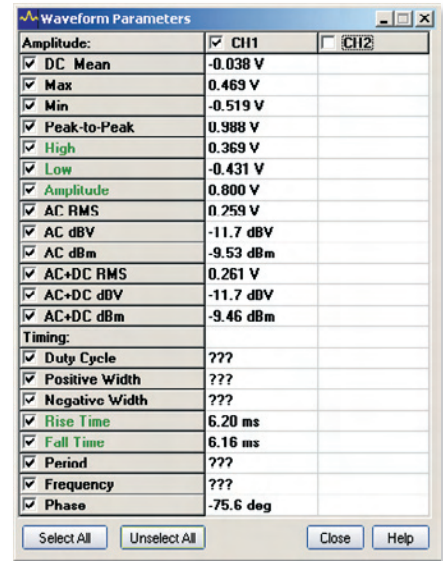 Waveform Parameters
Amplitude: CH1 CH2
DC Mean -0.038 V
Max 0.469 V
Min -0.519 V
Peak-to-Peak 0.988 V
High 0.369 V
Low -0.431 V
Amplitude 0.800 V
AC RMS 0.259 V
AC dBV -11.7 dBV
AC dBm -9.53 dBm
AC+DC RMS 0.261 V
AC+DC dBV -11.7 dBV
AC+DC dBm -9.46 dBm
Timing:
Duty Cycle ???
Positive Width ???
Negative Width ???
Rise Time 6.20 ms
Fall Time 6.16 ms
Period ???
Frequency ???
Phase -75.6 deg
Select All Unselect All Close Help